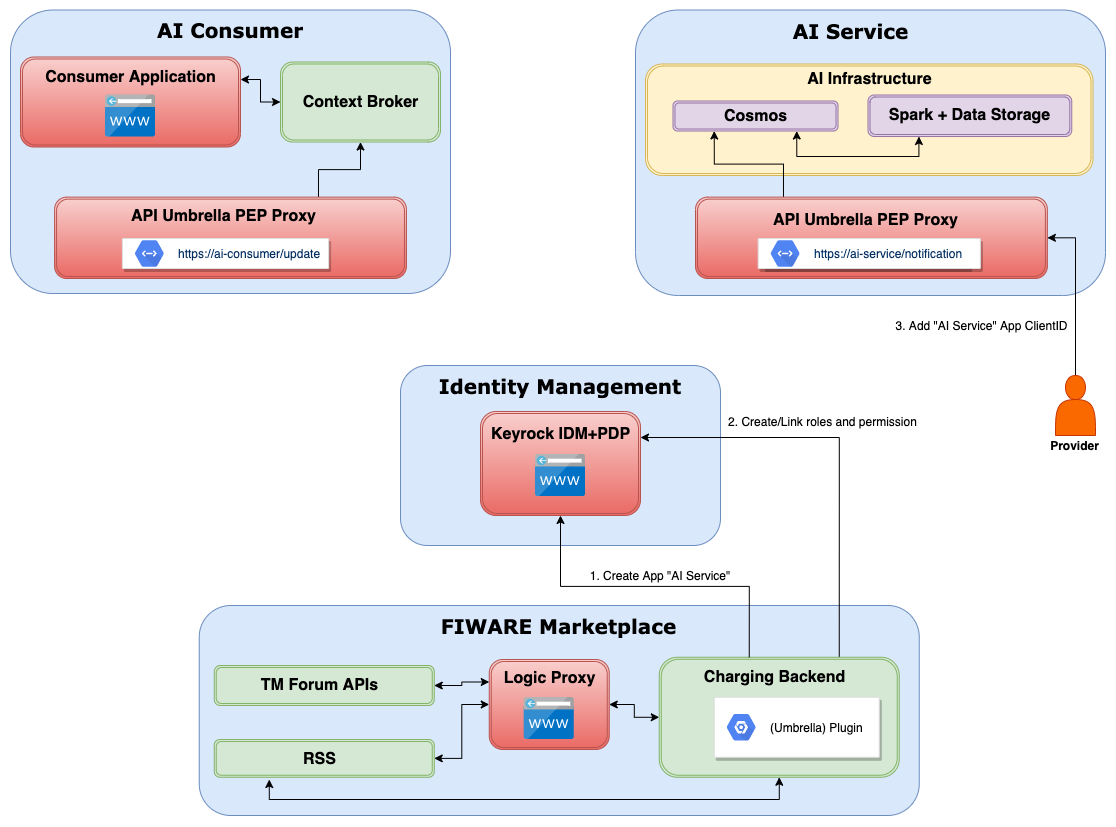 AI Consumer
Consumer Application
WWW
Context Broker
API Umbrella PEP Proxy
https://ai-consumer/update
AI Service
AI Infrastructure
Cosmos
Spark + Data Storage
API Umbrella PEP Proxy
https://ai-service/notification
3. Add "AI Service" App ClientID
Provider
Identity Management
Keyrock IDM+PDP
WWW
2. Create/Link roles and permission
1. Create App "AI Service"
FIWARE Marketplace
TM Forum APIs
RSS
Logic Proxy
WWW
Charging Backend
(Umbrella) Plugin